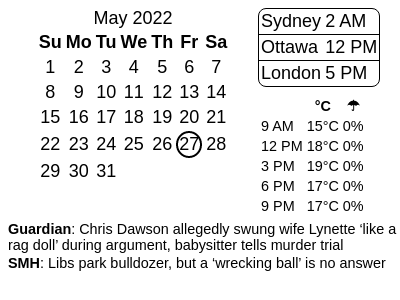 May 2022
Su Mo Tu We Th Fr Sa
1 2 3 4 5 6 7
8 9 10 11 12 13 14
15 16 17 18 19 20 21
22 23 24 25 26 27 28
29 30 31
Sydney 2 AM
Ottawa 12 PM
London 5 PM
°C ☂
9 AM 15°C 0%
12 PM 18°C 0%
3 PM 19°C 0%
6 PM 17°C 0%
9 PM 17°C 0%
Guardian: Chris Dawson allegedly swung wife Lynette ‘like a
rag doll’ during argument, babysitter tells murder trial
SMH: Libs park bulldozer, but a ‘wrecking ball’ is no answer